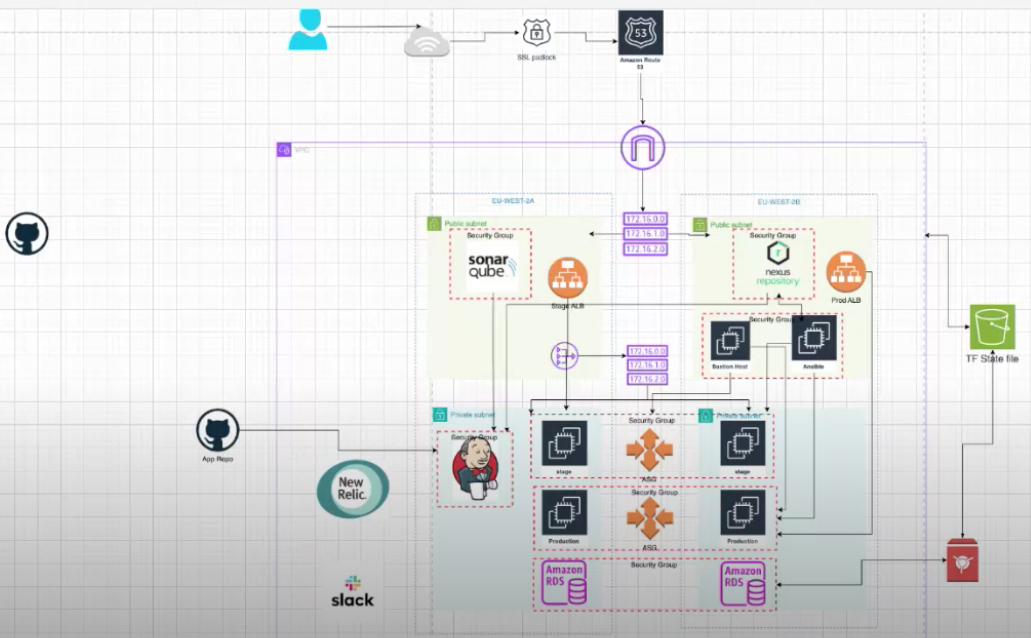 53
SSL padlock
Amazon Route
53
VPC
EU-WEST-2A
EU-WEST-2B
Public subnet
Security Group
sonar
qube
Stage ALB
172.16.0.0
172.16.1.0
172.16.2.0
Public subnet
Security Group
r
nexus
repository
Prod ALB
Security Group
Bastion Host
Ansible
TF State file
172.16.0.0
172.16.1.0
172.16.2.0
Private subnet
Security Group
Security Group
Private subnet
stage
ASG
stage
App Repo
New
Relic.
Security Group
Production
ASG
Production
Security Group
Amazon
RDS
Amazon
RDS
slack